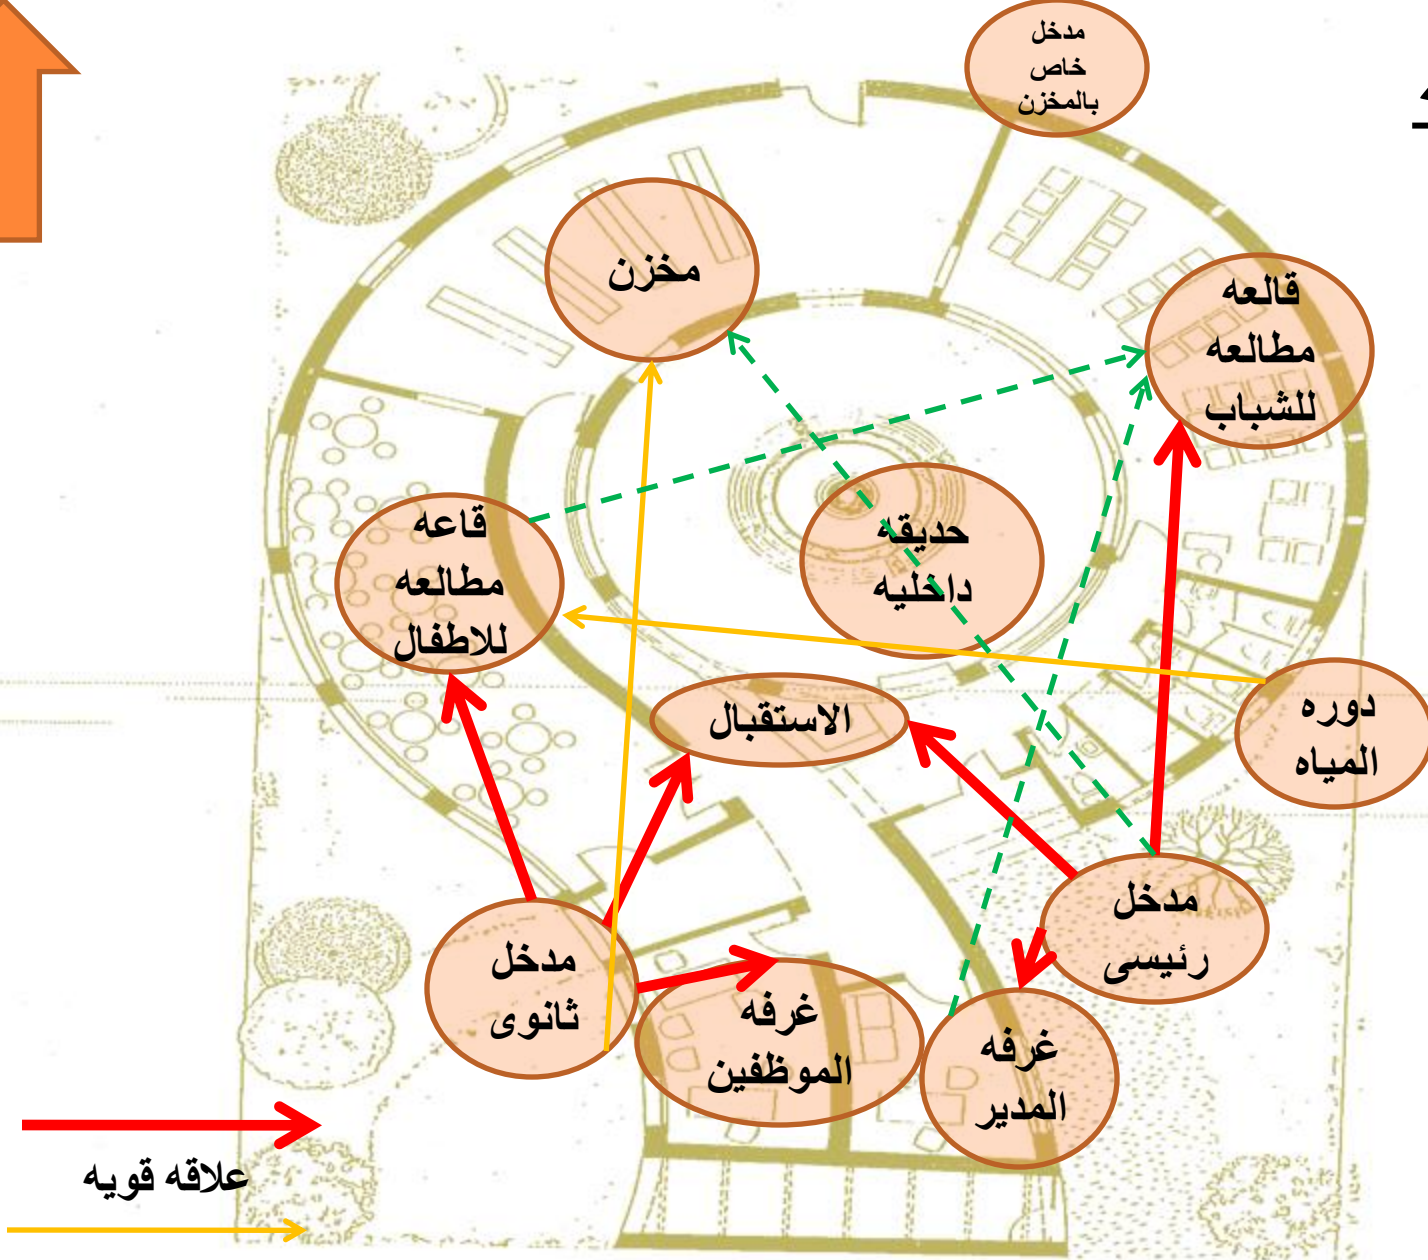 مدخل
خاص
بالمخزن
مخزن
قالعه
مطالعه
للشباب
قاعه
مطالعه
للاطفال
حديقه
داخليه
الاستقبال
دوره
المياه
مدخل
رئيسى
مدخل
ثانوى
غرفه
الموظفين
غرفه
المدير
علاقه قويه